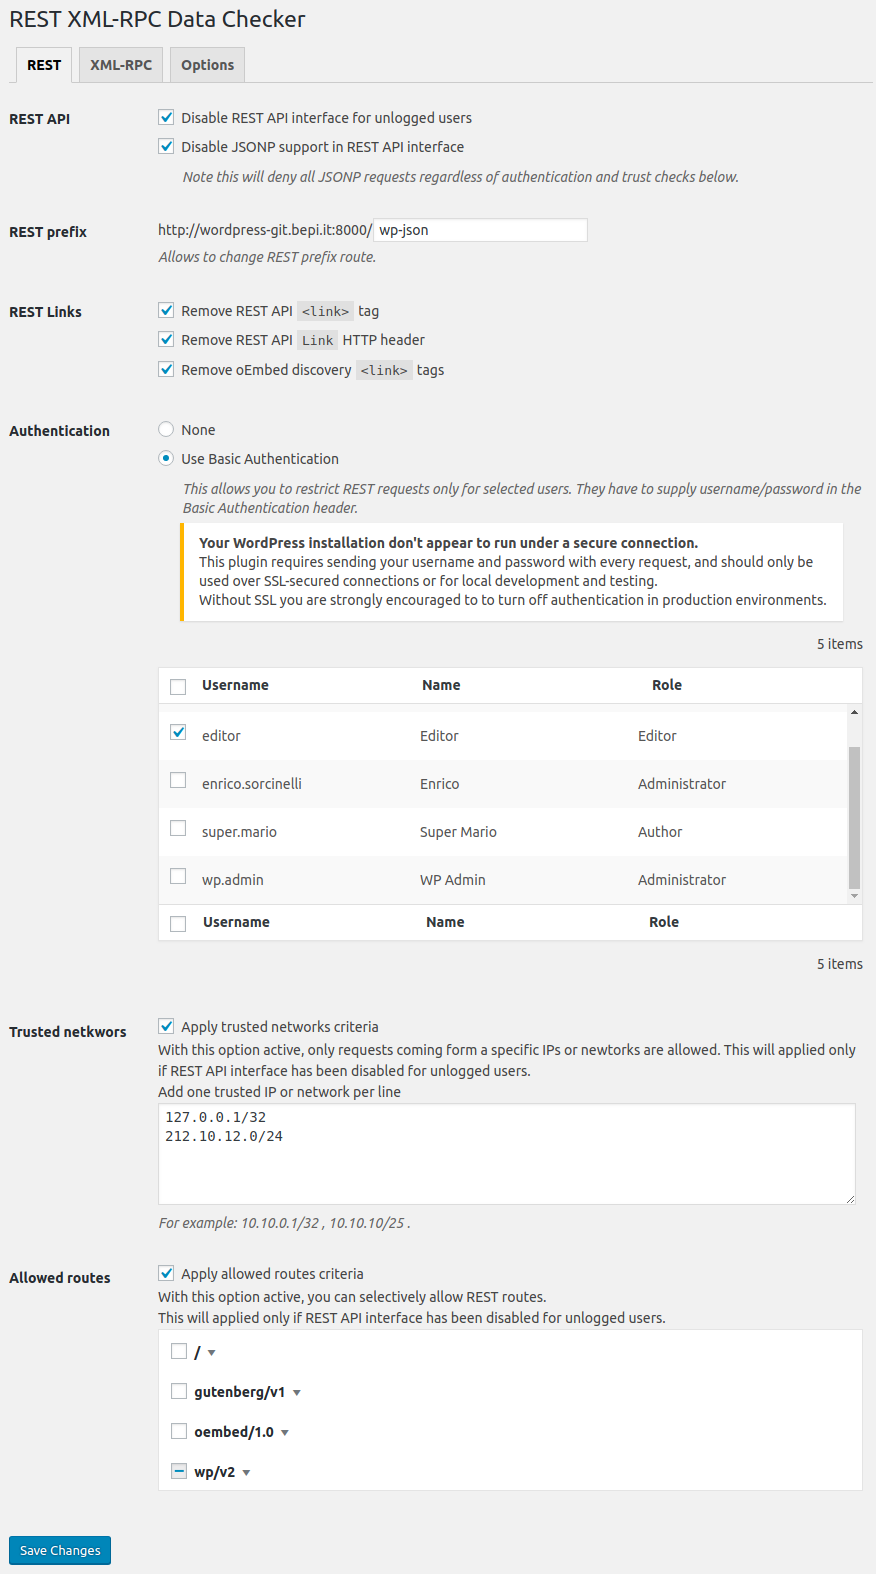 REST XML-RPC Data Checker
REST XML-RPC Options
REST API
Disable REST API interface for unlogged users
Disable JSONP support in REST API interface
Note this will deny all JSONP requests regardless of authentication and trust checks below.
REST prefix
http://wordpress-git.bepi.it:8000/ wp-json
Allows to change REST prefix route.
REST Links
Remove REST API <link> tag
Remove REST API Link HTTP header
Remove oEmbed discovery <link> tags
Authentication
None
Use Basic Authentication
This allows you to restrict REST requests only for selected users. They have to supply username/password in the
Basic Authentication header.
Your WordPress installation don't appear to run under a secure connection.
This plugin requires sending your username and password with every request, and should only be
used over SSL-secured connections or for local development and testing.
Without SSL you are strongly encouraged to to turn off authentication in production environments.
5 items
Username Name Role
editor Editor Editor
enrico.sorcinelli Enrico Administrator
super.mario Super Mario Author
wp.admin WP Admin Administrator
Username Name Role
5 items
Trusted netkwors
Apply trusted networks criteria
With this option active, only requests coming form a specific IPs or newtorks are allowed. This will applied only
if REST API interface has been disabled for unlogged users.
Add one trusted IP or network per line
127.0.0.1/32
212.10.12.0/24
For example: 10.10.0.1/32 , 10.10.10/25 .
Allowed routes
Apply allowed routes criteria
With this option active, you can selectively allow REST routes.
This will applied only if REST API interface has been disabled for unlogged users.
/
gutenberg/v1
oembed/1.0
wp/v2
Save Changes